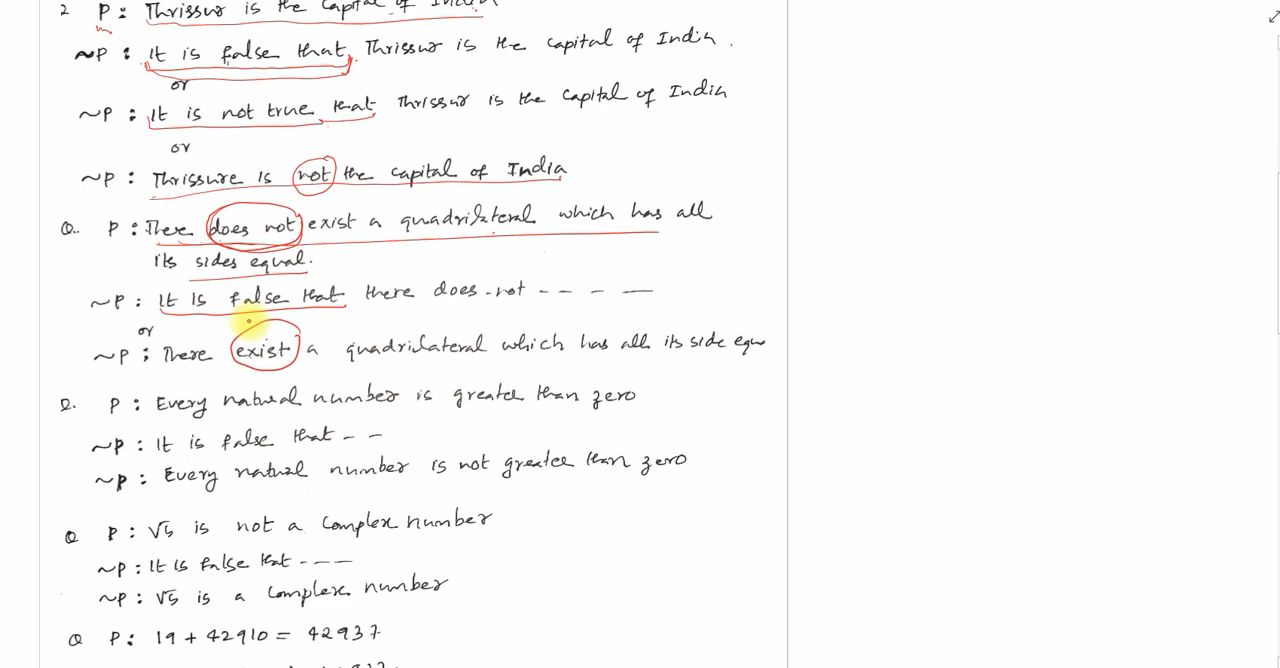 2 P : Thrissur is the Capital of India
~P : It is false that Thrissur is the capital of India.
or
~P : It is not true that Thrissur is the Capital of India
or
~P : Thrissure is not the capital of India
Q. P : There does not exist a quadrilateral which has all
its sides equal.
~P : It is false that there does not - - - —
or
~P : There exist a quadrilateral which has all its side equ
Q. P : Every natural number is greater than zero
~P : It is false that - -
~P : Every natural number is not greater than zero
Q P : √5 is not a complex number
~P : It is false that - - —
~P : √5 is a complex number
Q P : 19 + 42910 = 42937